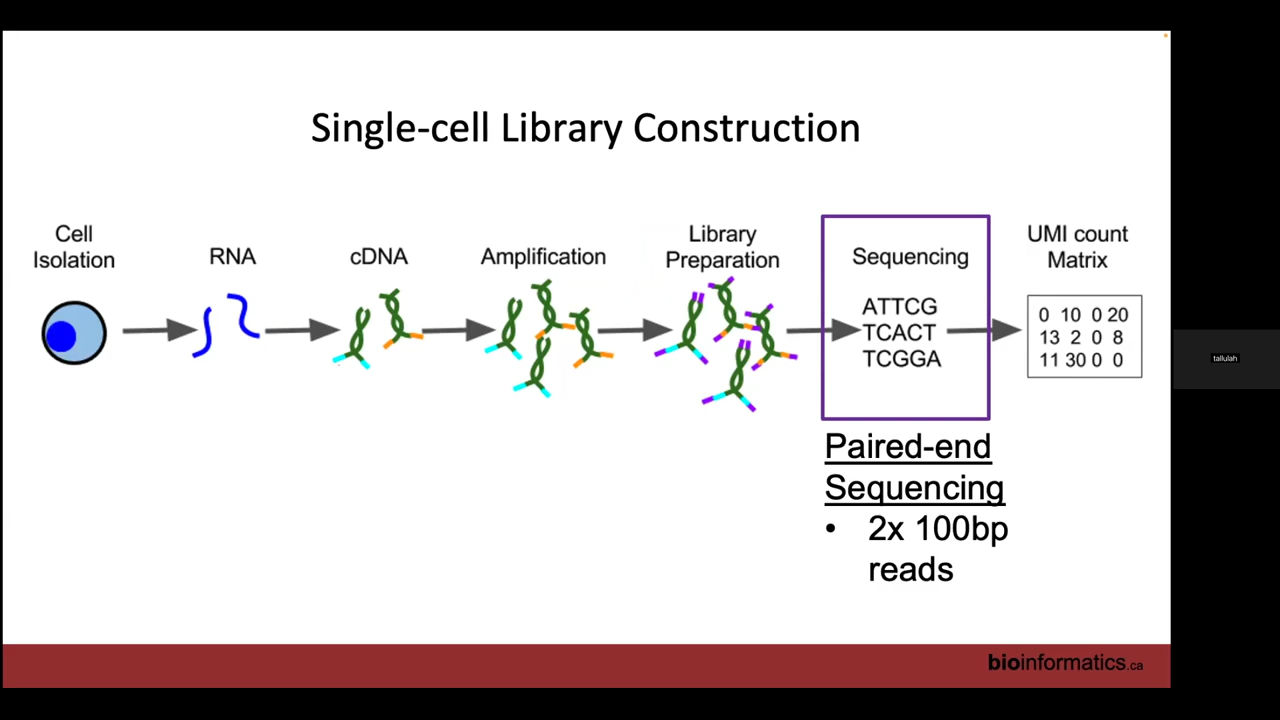 Single-cell Library Construction
Cell
Isolation
RNA
cDNA
Amplification
Library
Preparation
Sequencing
ATTCG
TCACT
TCGGA
UMI count
Matrix
0 10 0 20
13 2 0 8
11 30 0 0
Paired-end
Sequencing
• 2x 100bp
reads
bioinformatics.ca
tallulah